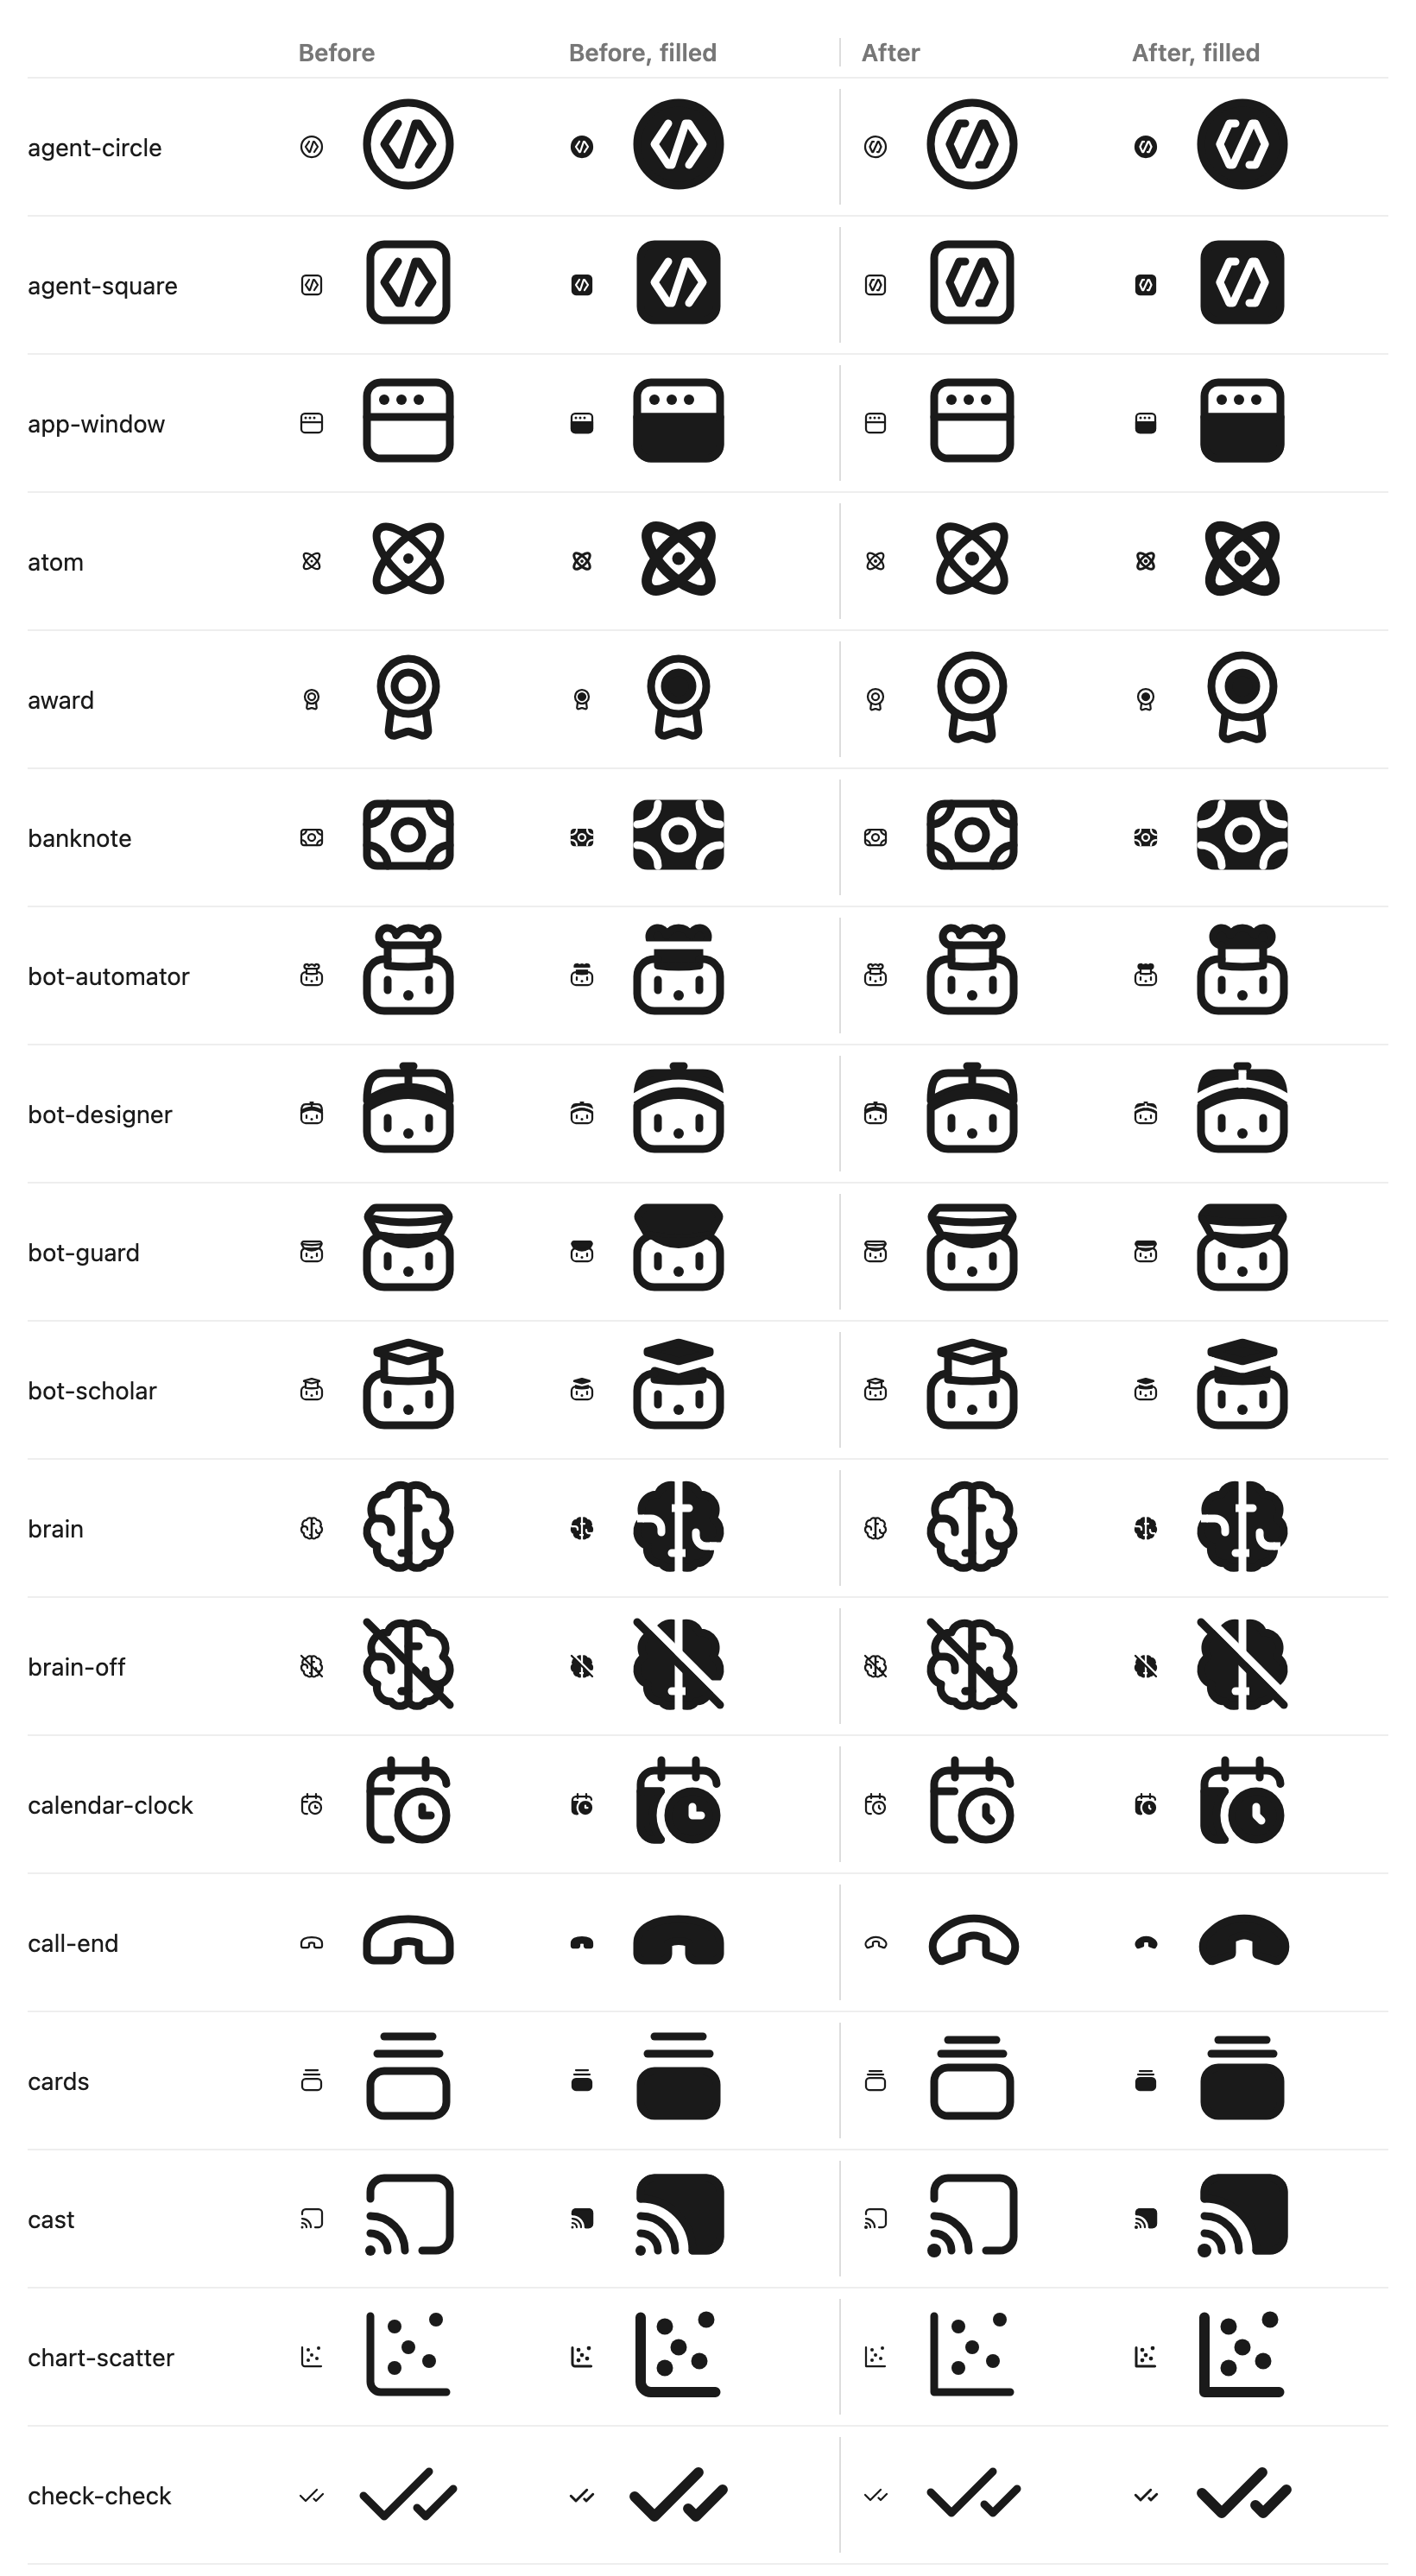 Before Before, filled After After, filled
agent-circle
agent-square
app-window
atom
award
banknote
bot-automator
bot-designer
bot-guard
bot-scholar
brain
brain-off
calendar-clock
call-end
cards
cast
chart-scatter
check-check